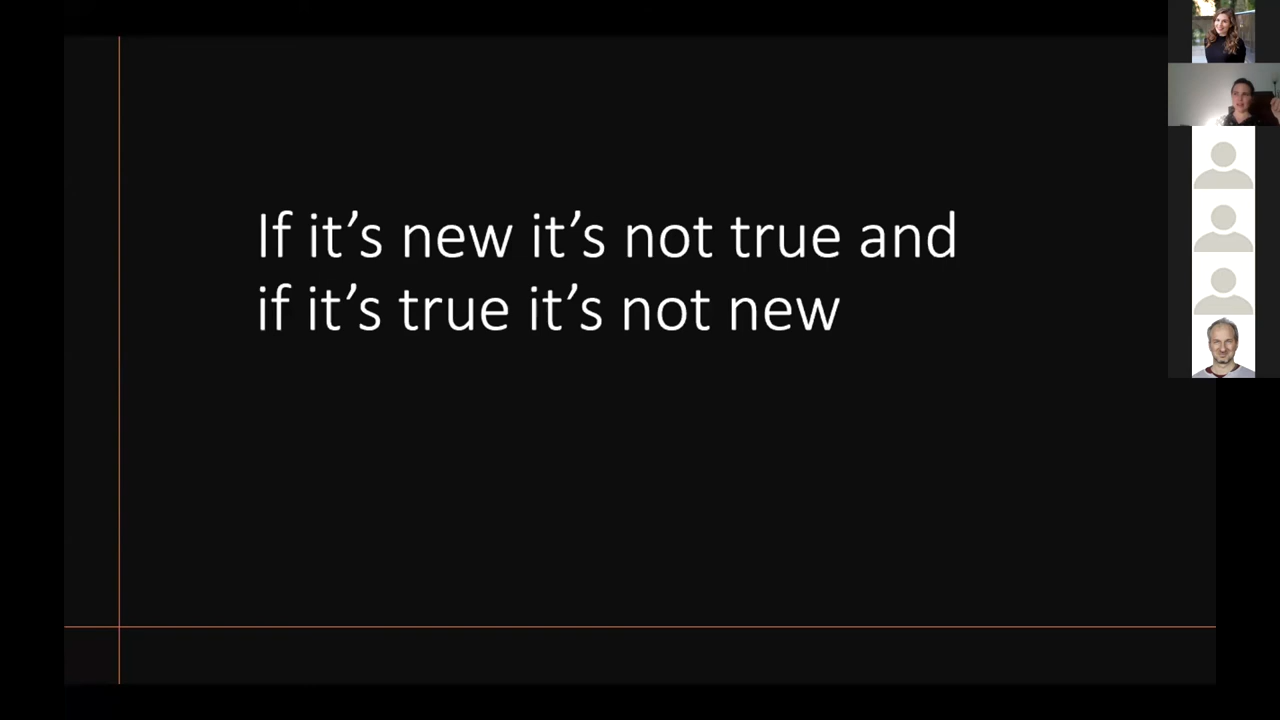 If it’s new it’s not true and
if it’s true it’s not new